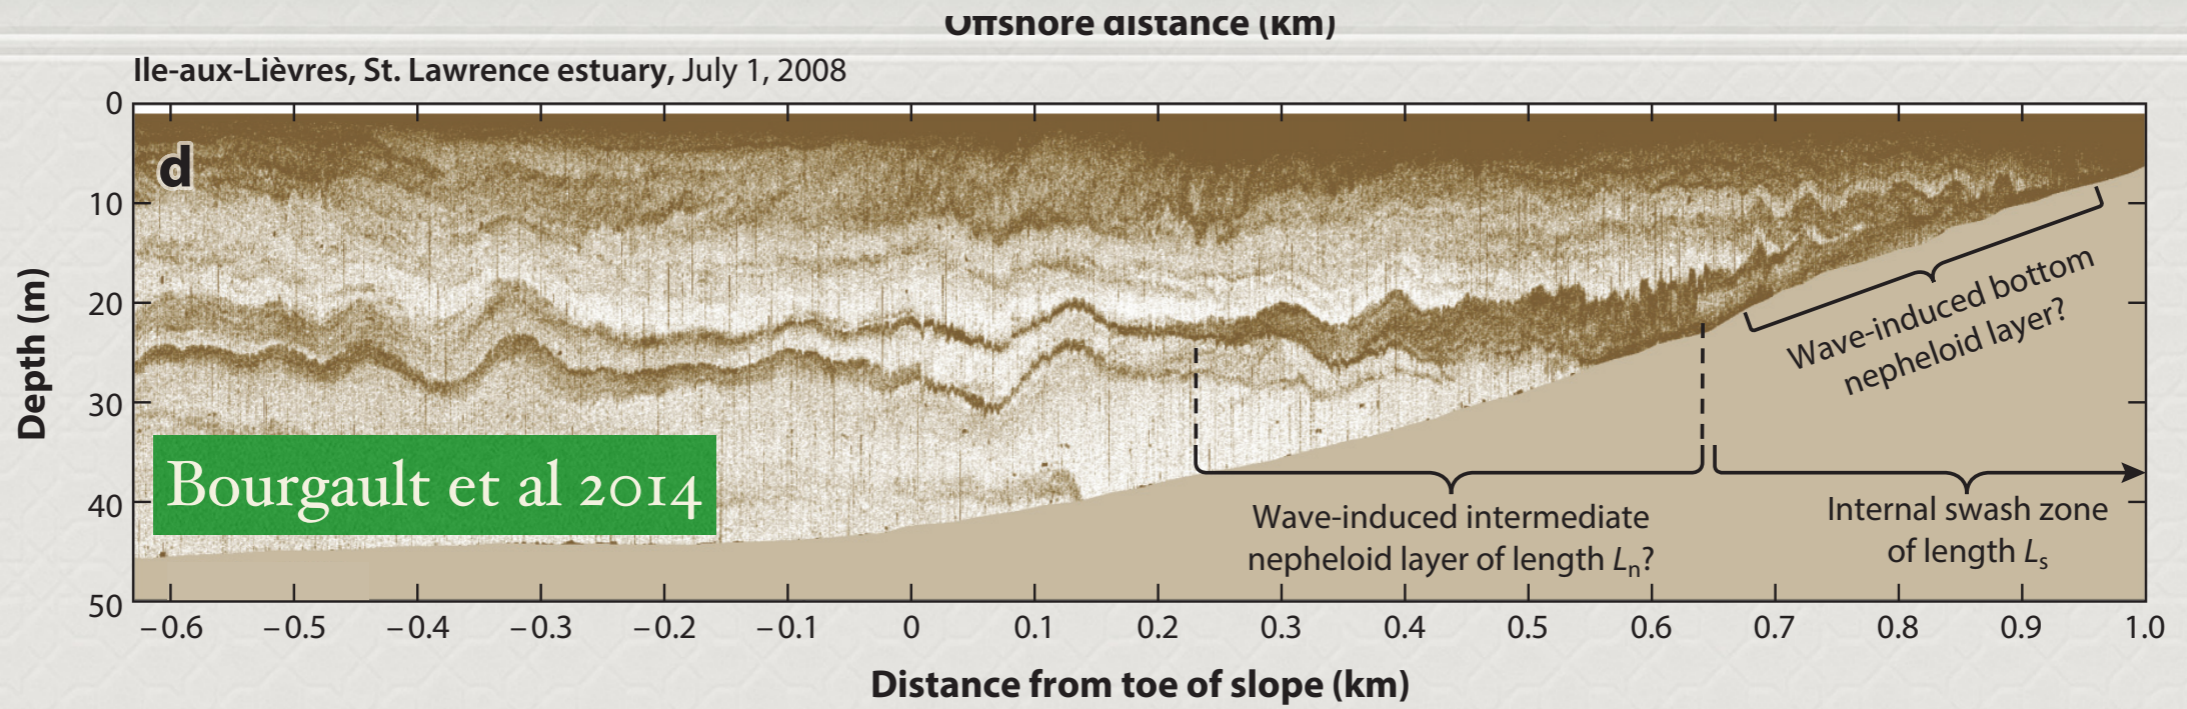 Offshore distance (km)
Ile-aux-Lièvres, St. Lawrence estuary, July 1, 2008
d
0
10
20
30
40
50
Depth (m)
Bourgault et al 2014
Wave-induced bottom
nepheloid layer?
Wave-induced intermediate
nepheloid layer of length Ln?
Internal swash zone
of length Ls
−0.6 −0.5 −0.4 −0.3 −0.2 −0.1 0 0.1 0.2 0.3 0.4 0.5 0.6 0.7 0.8 0.9 1.0
Distance from toe of slope (km)